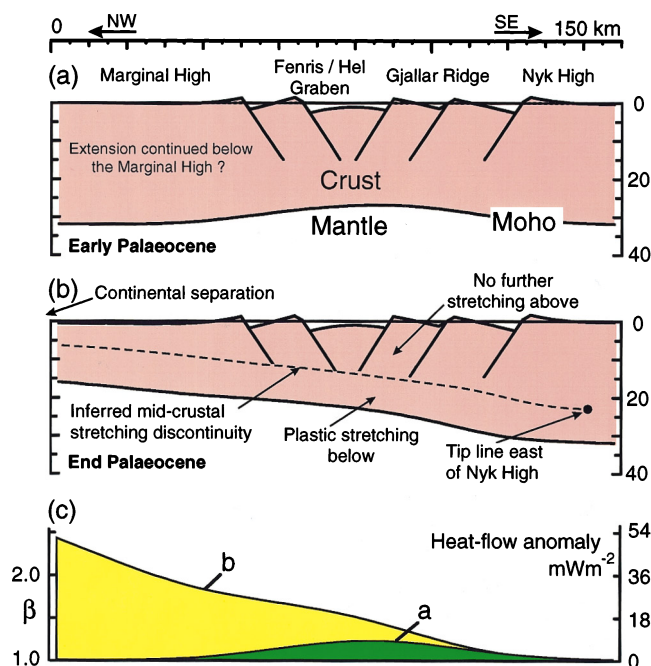 0 NW SE 150 km
(a)
Marginal High
Fenris / Hel
Graben
Gjallar Ridge
Nyk High
0
20
40
Extension continued below
the Marginal High ?
Crust
Mantle
Moho
Early Palaeocene
(b)
Continental separation
No further
stretching above
0
20
40
Inferred mid-crustal
stretching discontinuity
Plastic stretching
below
Tip line east
of Nyk High
End Palaeocene
(c)
Heat-flow anomaly
mWm-2
54
36
18
0
2.0
β
1.0
b
a